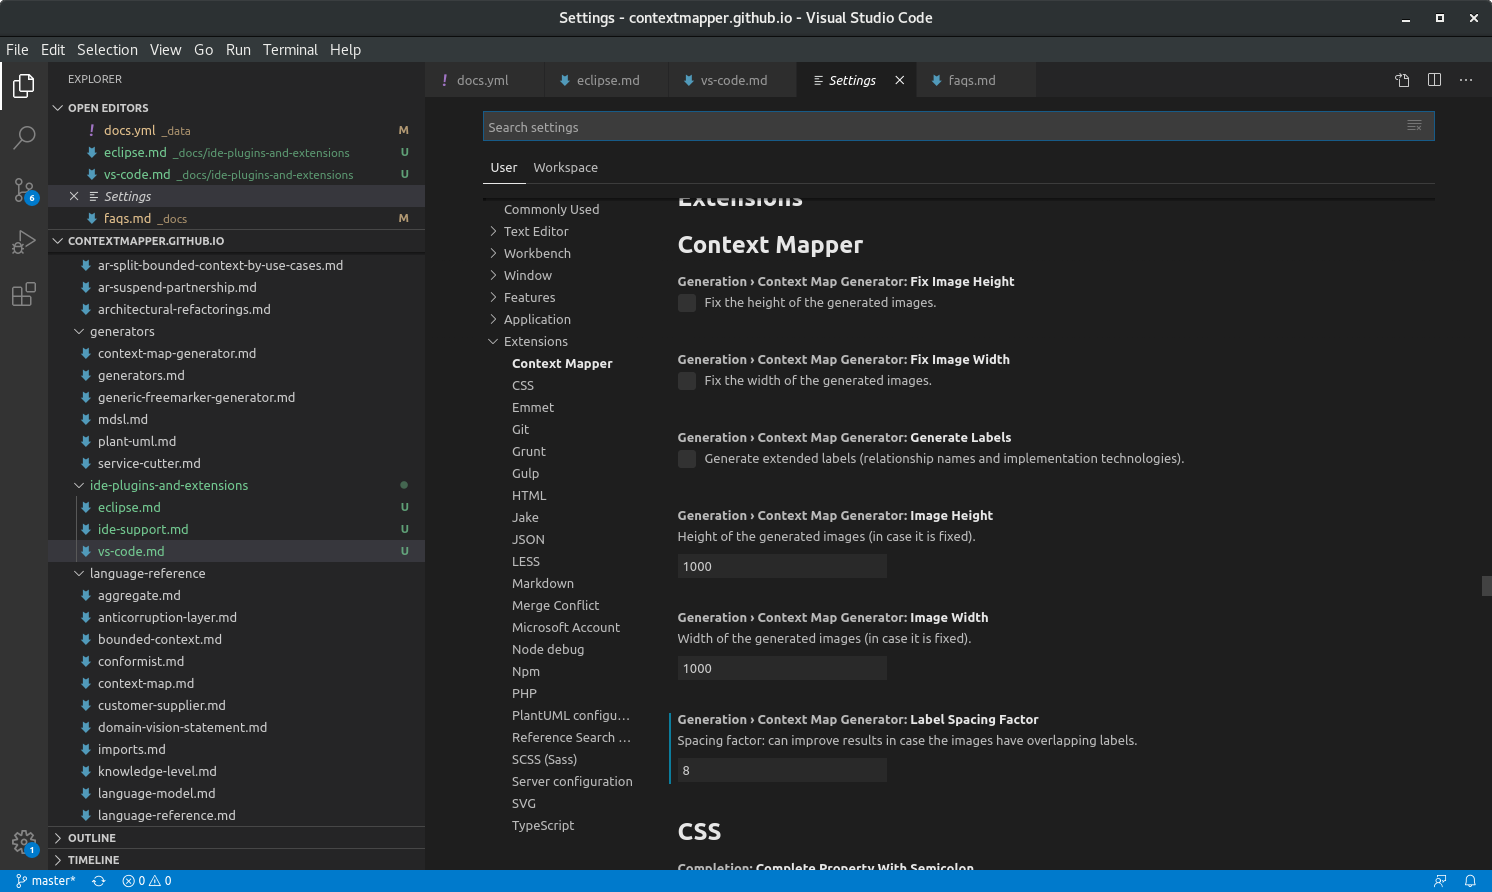 Settings - contextmapper.github.io - Visual Studio Code
File Edit Selection View Go Run Terminal Help
EXPLORER
OPEN EDITORS
! docs.yml _data M
eclipse.md _docs/ide-plugins-and-extensions U
vs-code.md _docs/ide-plugins-and-extensions U
Settings
faqs.md _docs M
CONTEXTMAPPER.GITHUB.IO
ar-split-bounded-context-by-use-cases.md
ar-suspend-partnership.md
architectural-refactorings.md
generators
context-map-generator.md
generators.md
generic-freemarker-generator.md
mdsl.md
plant-uml.md
service-cutter.md
ide-plugins-and-extensions
eclipse.md U
ide-support.md U
vs-code.md U
language-reference
aggregate.md
anticorruption-layer.md
bounded-context.md
conformist.md
context-map.md
customer-supplier.md
domain-vision-statement.md
imports.md
knowledge-level.md
language-model.md
language-reference.md
OUTLINE
TIMELINE
6
1
! docs.yml
eclipse.md
vs-code.md
Settings
faqs.md
Search settings
User Workspace
Commonly Used
Text Editor
Workbench
Window
Features
Application
Extensions
Context Mapper
CSS
Emmet
Git
Grunt
Gulp
HTML
Jake
JSON
LESS
Markdown
Merge Conflict
Microsoft Account
Node debug
Npm
PHP
PlantUML configu...
Reference Search ...
SCSS (Sass)
Server configuration
SVG
TypeScript
Extensions
Context Mapper
Generation › Context Map Generator: Fix Image Height
Fix the height of the generated images.
Generation › Context Map Generator: Fix Image Width
Fix the width of the generated images.
Generation › Context Map Generator: Generate Labels
Generate extended labels (relationship names and implementation technologies).
Generation › Context Map Generator: Image Height
Height of the generated images (in case it is fixed).
1000
Generation › Context Map Generator: Image Width
Width of the generated images (in case it is fixed).
1000
Generation › Context Map Generator: Label Spacing Factor
Spacing factor: can improve results in case the images have overlapping labels.
8
CSS
Completion: Complete Property With Semicolon
master* 0 0